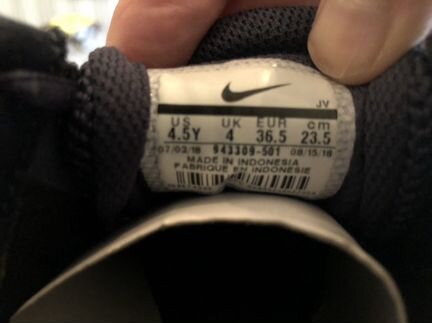 JV
US UK EUR cm
4.5Y 4 36.5 23.5
07/03/18 943309-501 08/15/18
MADE IN INDONESIA
FABRIQUE EN INDONESIE